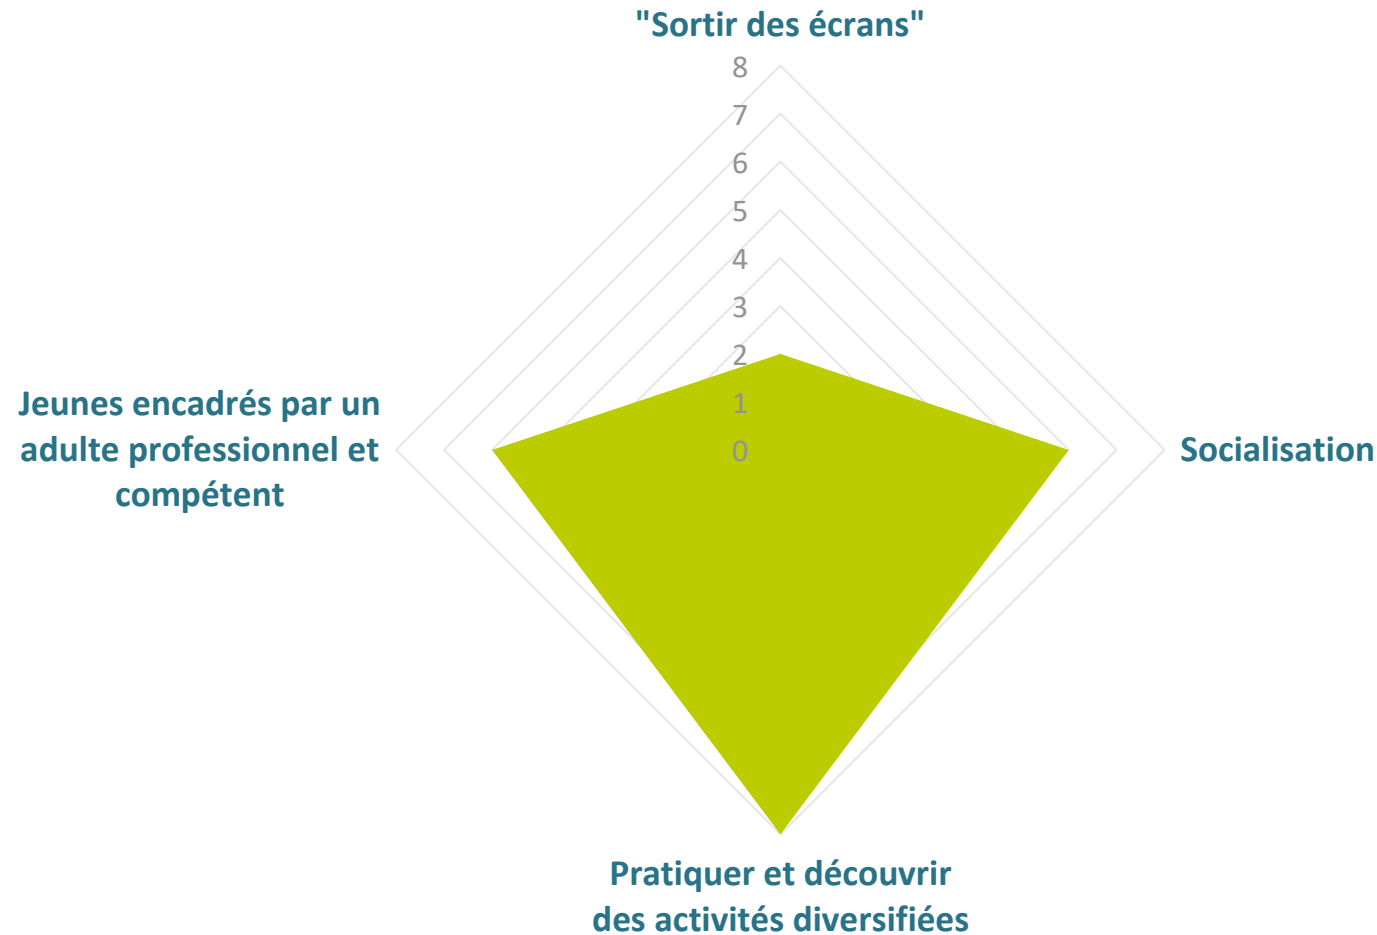 "Sortir des écrans"
8
7
6
5
4
3
2
1
0
Jeunes encadrés par un
adulte professionnel et
compétent
Socialisation
Pratiquer et découvrir
des activités diversifiées